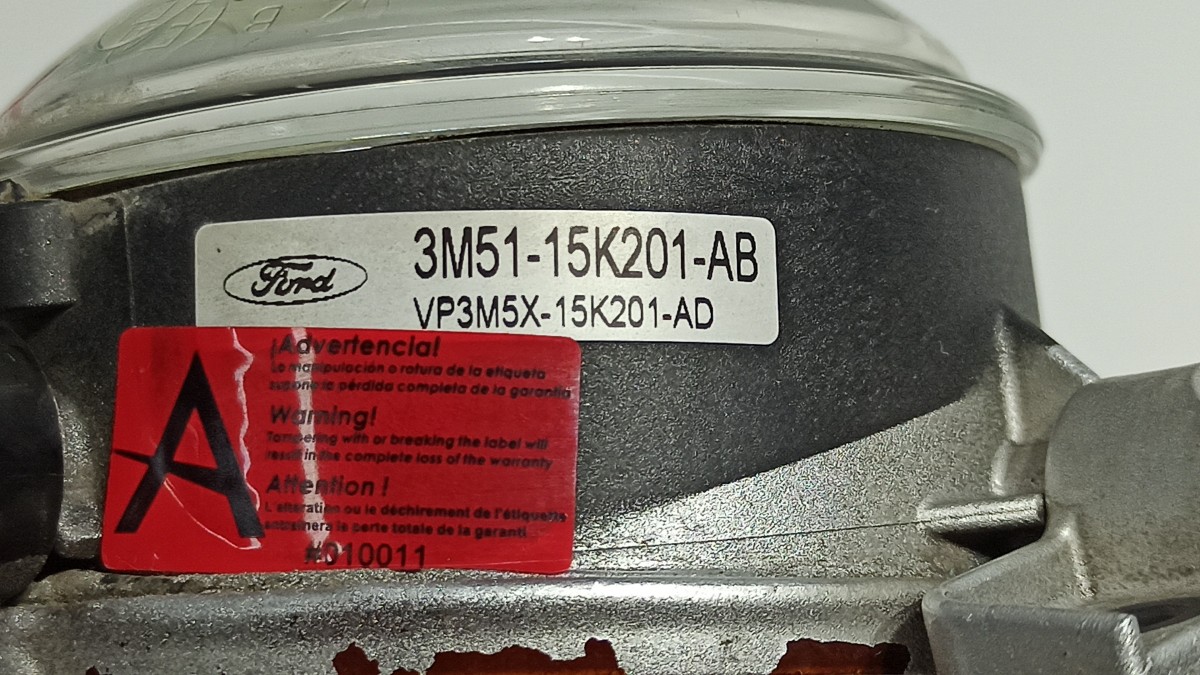 Ford
3M51-15K201-AB
VP3M5X-15K201-AD
A
¡Advertencia!
La manipulación o rotura de la etiqueta
supone la pérdida completa de la garantía
Warning!
Tampering with or breaking the label will
result in the complete loss of the warranty
Attention !
L'alteration ou le déchirement de l'étiquette
entraînera la perte totale de la garanti
#010011